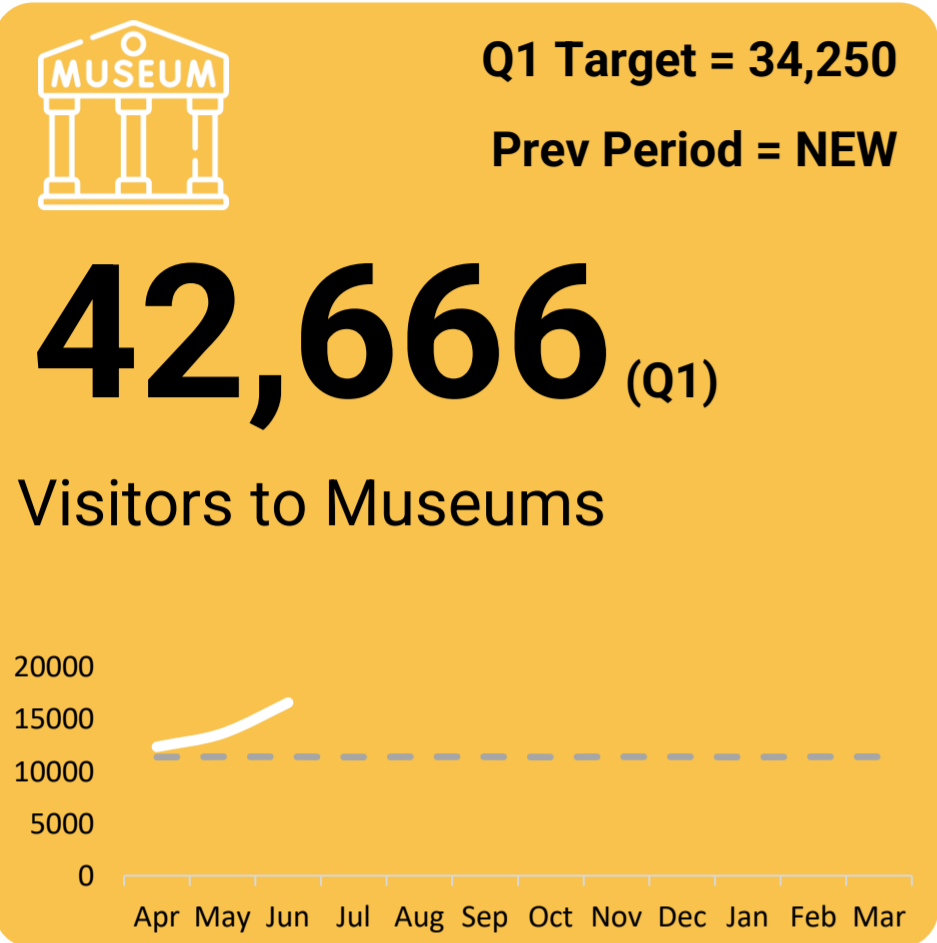 MUSEUM
Q1 Target = 34,250
Prev Period = NEW
42,666 (Q1)
Visitors to Museums
20000
15000
10000
5000
0
Apr May Jun Jul Aug Sep Oct Nov Dec Jan Feb Mar